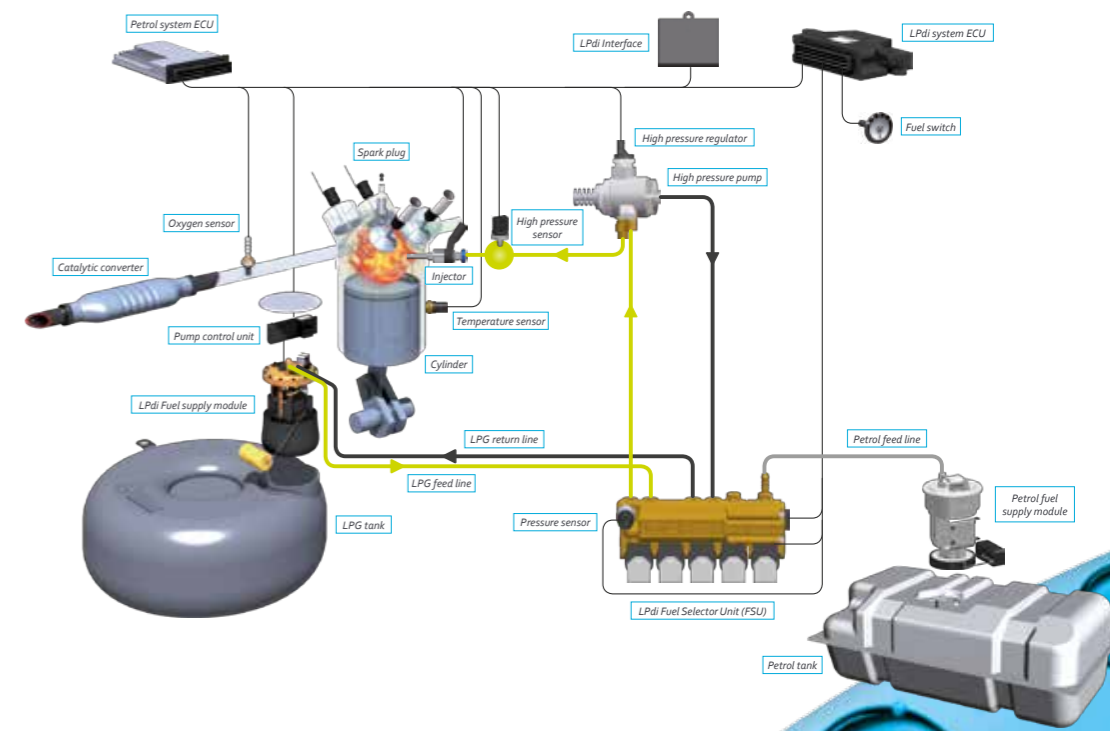 Petrol system ECU
LPdi Interface
LPdi system ECU
Fuel switch
High pressure regulator
Spark plug
High pressure pump
Oxygen sensor
High pressure
sensor
Catalytic converter
Injector
Temperature sensor
Pump control unit
Cylinder
LPdi Fuel supply module
LPG return line
Petrol feed line
LPG feed line
Petrol fuel
supply module
LPG tank
Pressure sensor
LPdi Fuel Selector Unit (FSU)
Petrol tank